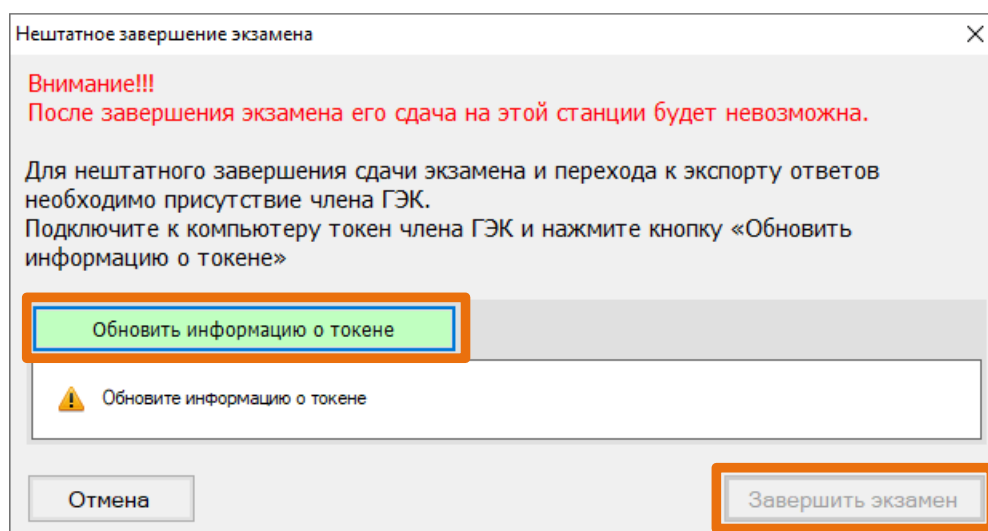 Нештатное завершение экзамена
Внимание!!!
После завершения экзамена его сдача на этой станции будет невозможна.
Для нештатного завершения сдачи экзамена и перехода к экспорту ответов
необходимо присутствие члена ГЭК.
Подключите к компьютеру токен члена ГЭК и нажмите кнопку «Обновить
информацию о токене»
Обновить информацию о токене
Обновите информацию о токене
Отмена
Завершить экзамен